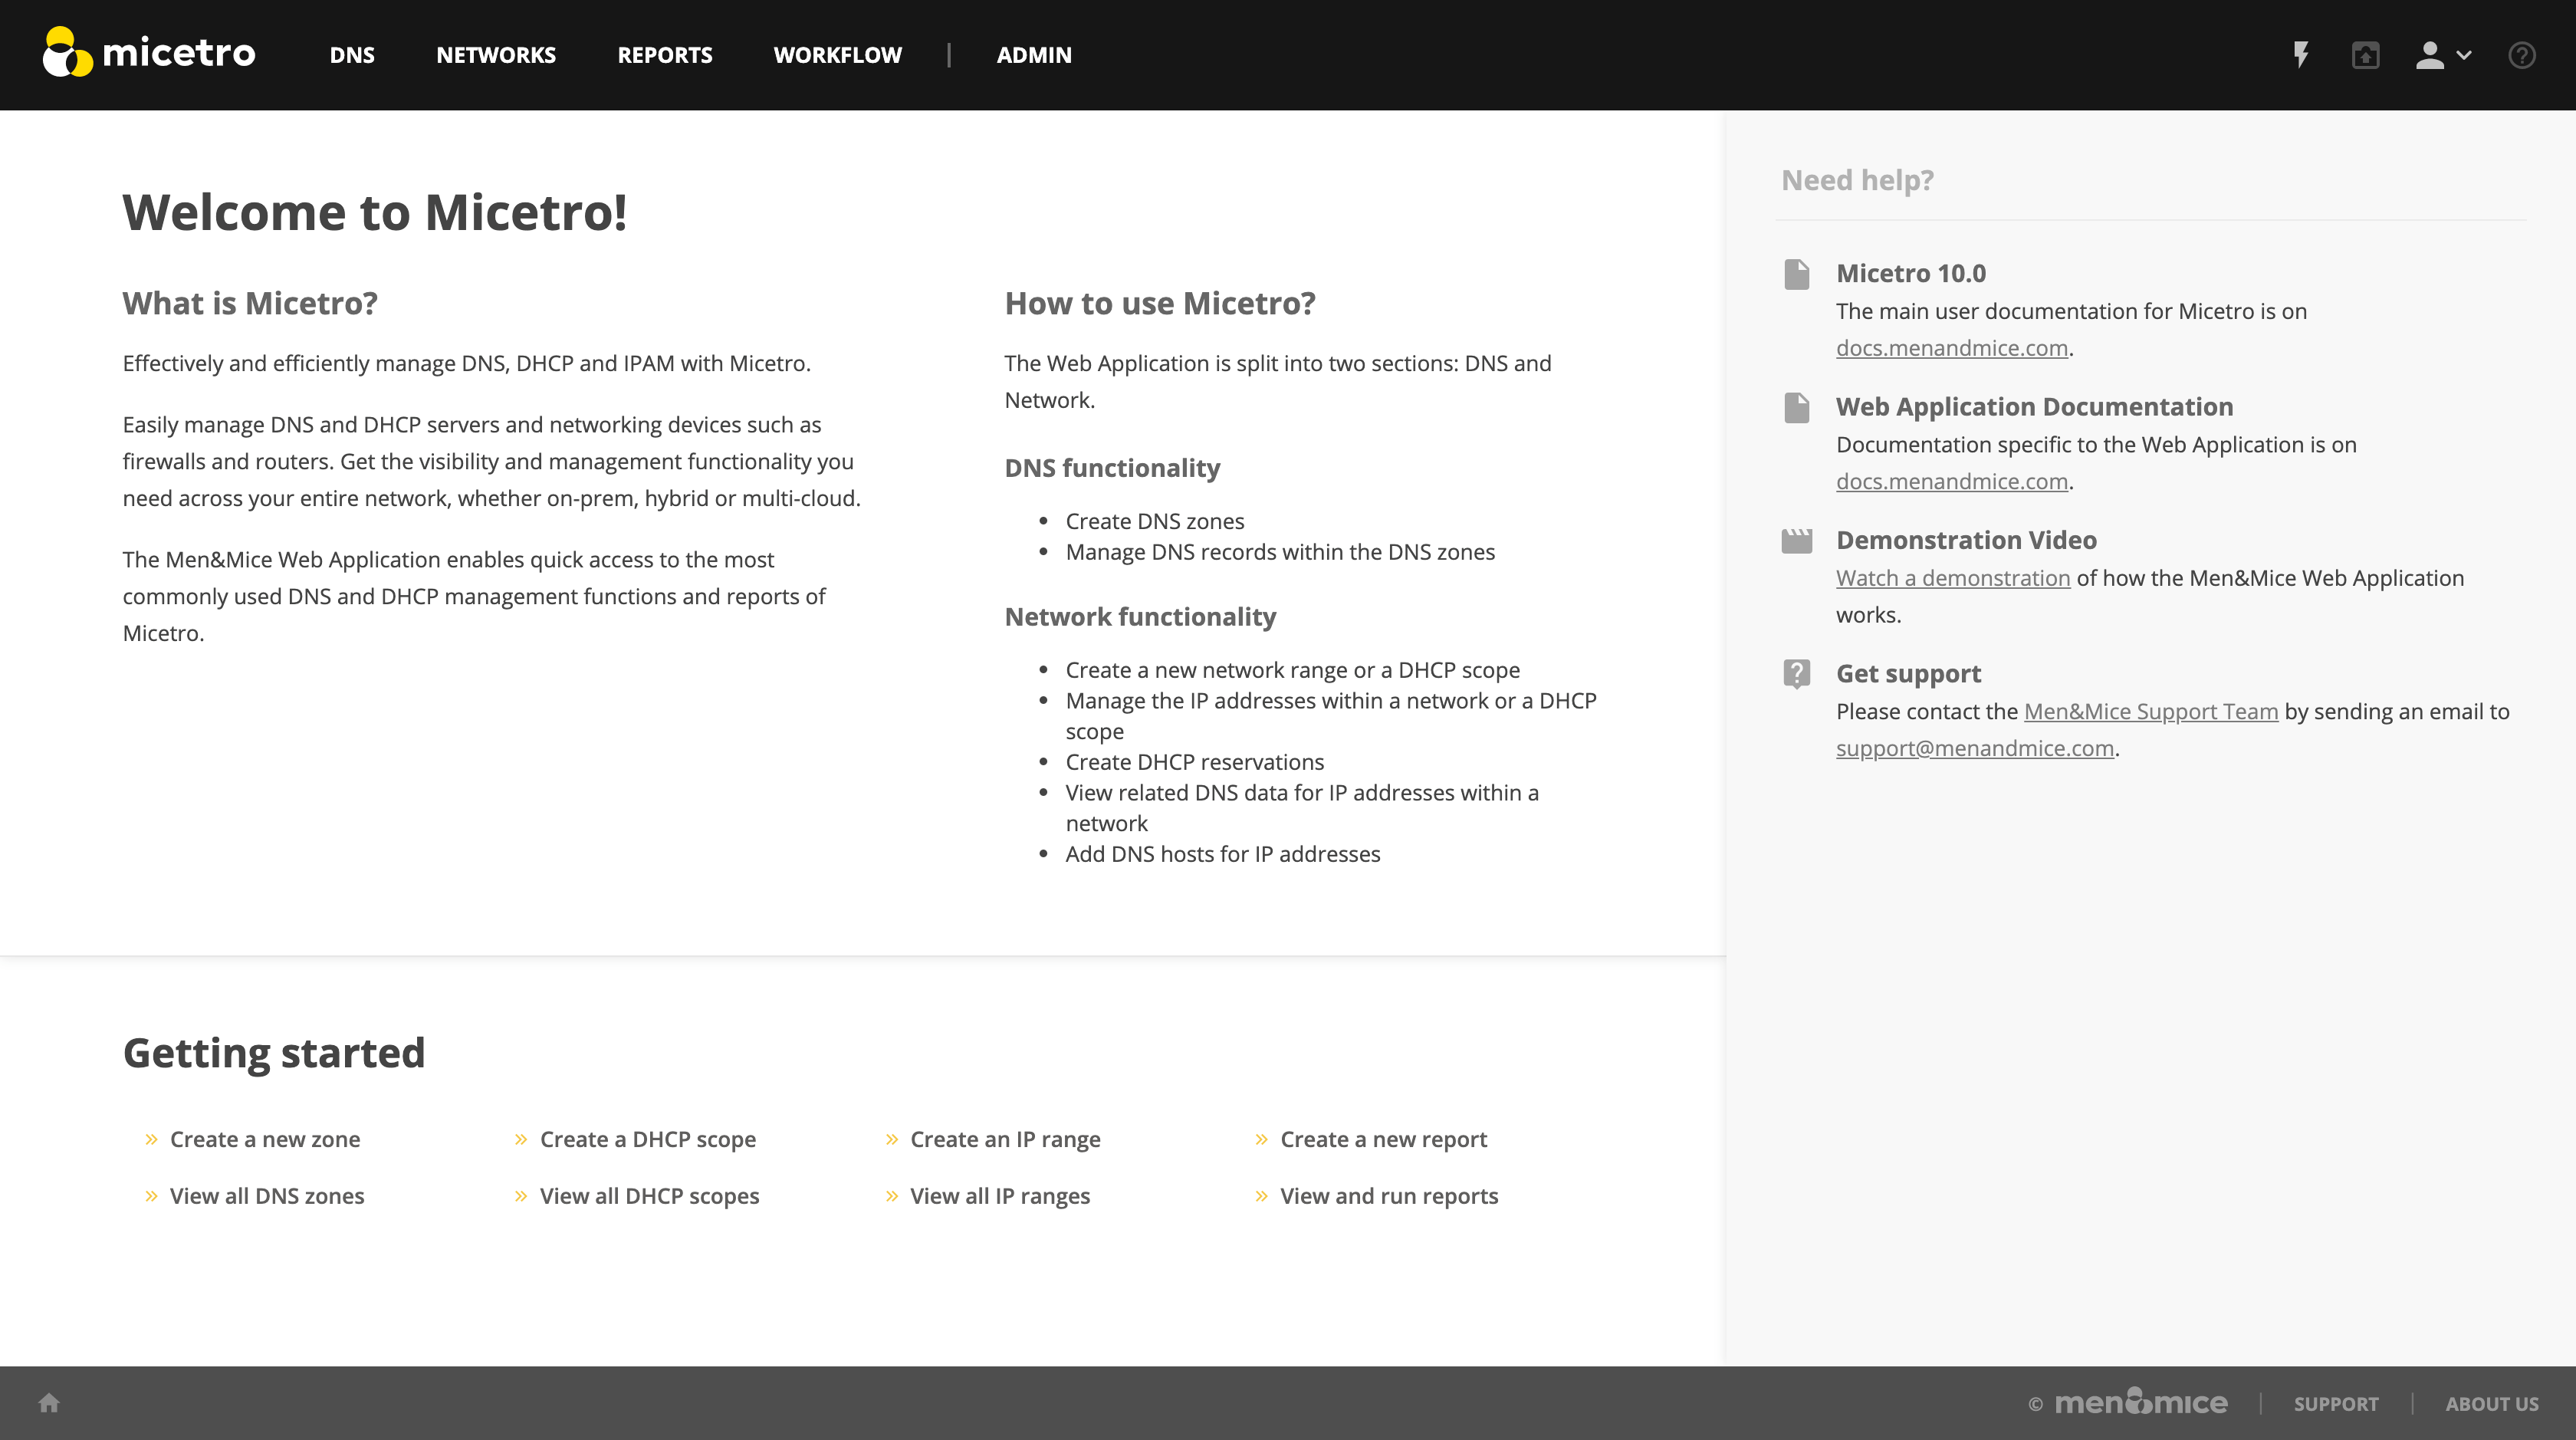 micetro
DNS
NETWORKS
REPORTS
WORKFLOW
ADMIN
Welcome to Micetro!
What is Micetro?
Effectively and efficiently manage DNS, DHCP and IPAM with Micetro.
Easily manage DNS and DHCP servers and networking devices such as
firewalls and routers. Get the visibility and management functionality you
need across your entire network, whether on-prem, hybrid or multi-cloud.
The Men&Mice Web Application enables quick access to the most
commonly used DNS and DHCP management functions and reports of
Micetro.
How to use Micetro?
The Web Application is split into two sections: DNS and
Network.
DNS functionality
• Create DNS zones
• Manage DNS records within the DNS zones
Network functionality
• Create a new network range or a DHCP scope
• Manage the IP addresses within a network or a DHCP
scope
• Create DHCP reservations
• View related DNS data for IP addresses within a
network
• Add DNS hosts for IP addresses
Need help?
Micetro 10.0
The main user documentation for Micetro is on
docs.menandmice.com.
Web Application Documentation
Documentation specific to the Web Application is on
docs.menandmice.com.
Demonstration Video
Watch a demonstration of how the Men&Mice Web Application
works.
Get support
Please contact the Men&Mice Support Team by sending an email to
support@menandmice.com.
Getting started
» Create a new zone
» Create a DHCP scope
» Create an IP range
» Create a new report
» View all DNS zones
» View all DHCP scopes
» View all IP ranges
» View and run reports
© men&mice
SUPPORT
ABOUT US